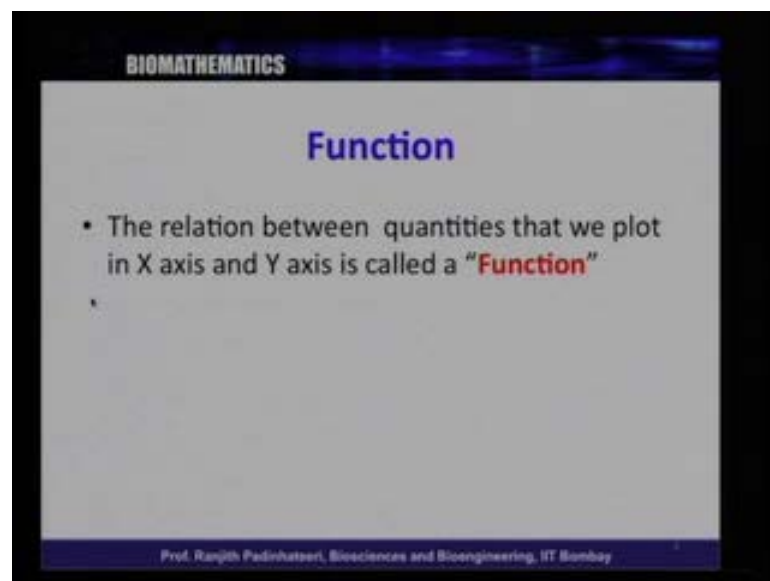 BIOMATHEMATICS
Function
• The relation between quantities that we plot
in X axis and Y axis is called a “Function”
Prof. Ranjith Padinhateeri, Biosciences and Bioengineering, IIT Bombay